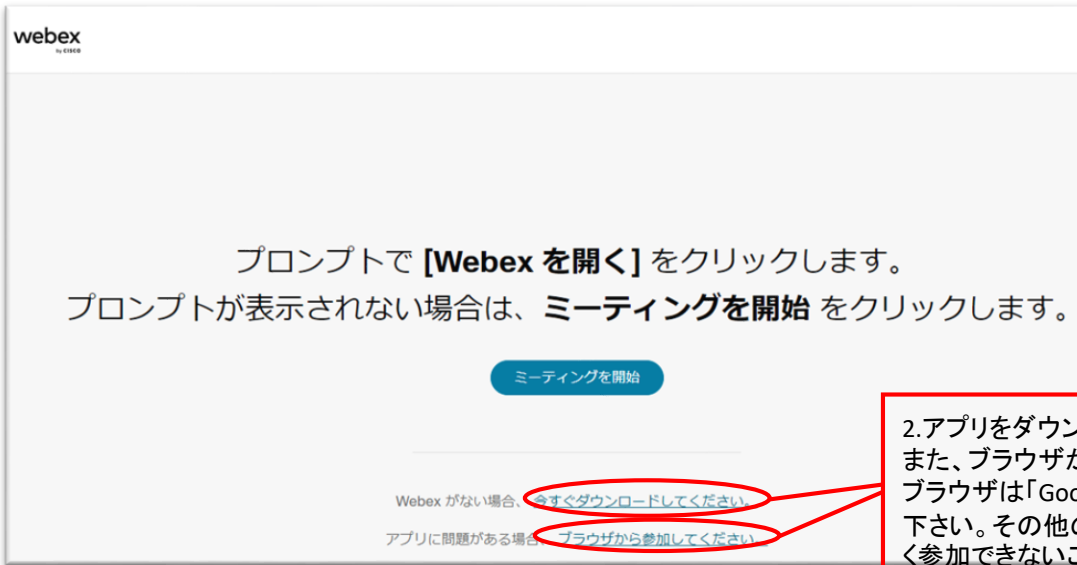 webex
by CISCO
プロンプトで [Webex を開く] をクリックします。
プロンプトが表示されない場合は、ミーティングを開始 をクリックします。
ミーティングを開始
Webex がない場合、今すぐダウンロードしてください。
アプリに問題がある場合、ブラウザから参加してください。
2.アプリをダウン
また、ブラウザか
ブラウザは「Goo
下さい。その他の
く参加できないこ